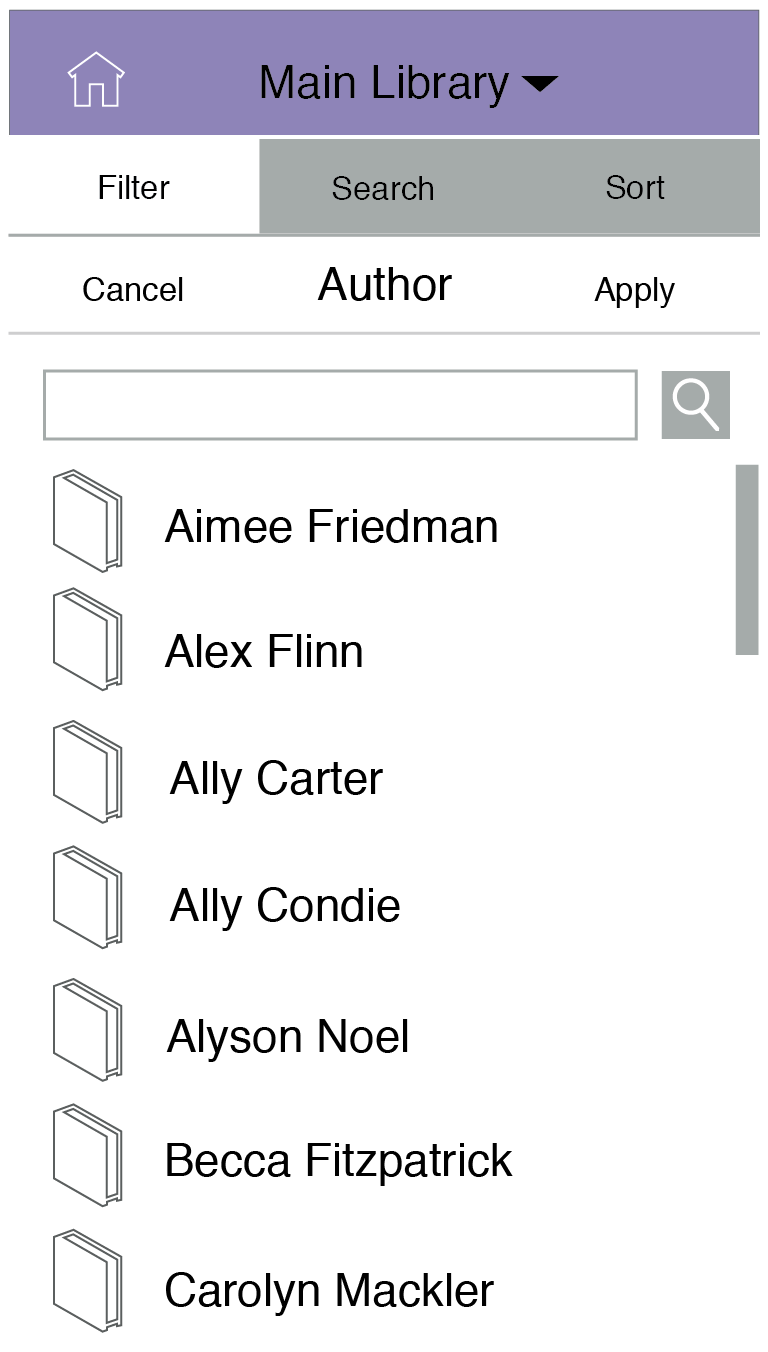 Main Library
Filter Search Sort
Cancel Author Apply
Aimee Friedman
Alex Flinn
Ally Carter
Ally Condie
Alyson Noel
Becca Fitzpatrick
Carolyn Mackler